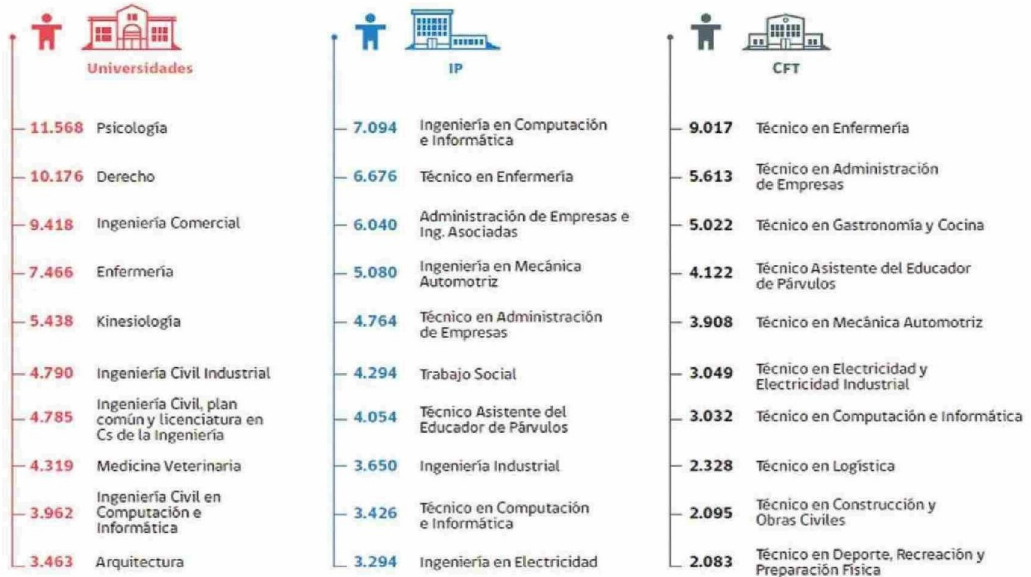 Universidades
11.568 Psicología
10.176 Derecho
9.418 Ingeniería Comercial
7.466 Enfermería
5.438 Kinesiología
4.790 Ingeniería Civil Industrial
4.785 Ingeniería Civil, plan
común y licenciatura en
Cs de la Ingeniería
4.319 Medicina Veterinaria
3.962 Ingeniería Civil en
Computación e
Informática
3.463 Arquitectura
IP
7.094 Ingeniería en Computación
e Informática
6.676 Técnico en Enfermería
6.040 Administración de Empresas e
Ing. Asociadas
5.080 Ingeniería en Mecánica
Automotriz
4.764 Técnico en Administración
de Empresas
4.294 Trabajo Social
4.054 Técnico Asistente del
Educador de Párvulos
3.650 Ingeniería Industrial
3.426 Técnico en Computación
e Informática
3.294 Ingeniería en Electricidad
CFT
9.017 Técnico en Enfermería
5.613 Técnico en Administración
de Empresas
5.022 Técnico en Gastronomía y Cocina
4.122 Técnico Asistente del Educador
de Párvulos
3.908 Técnico en Mecánica Automotriz
3.049 Técnico en Electricidad y
Electricidad Industrial
3.032 Técnico en Computación e Informática
2.328 Técnico en Logística
2.095 Técnico en Construcción y
Obras Civiles
2.083 Técnico en Deporte, Recreación y
Preparación Física